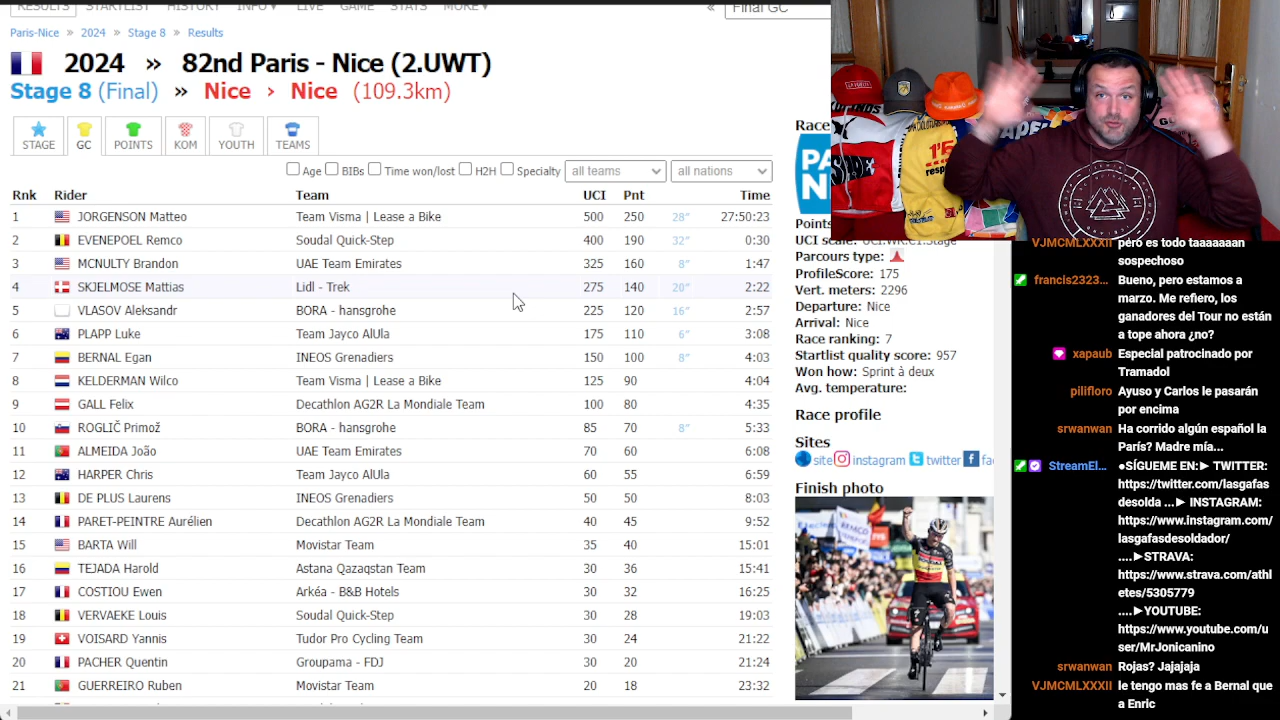 RESULTS STARTLIST HISTORY INFO LIVE GAME STATS MORE « Final GC
Paris-Nice » 2024 » Stage 8 » Results
2024 » 82nd Paris - Nice (2.UWT)
Stage 8 (Final) » Nice › Nice (109.3km)
STAGE GC POINTS KOM YOUTH TEAMS
Age BIBs Time won/lost H2H Specialty all teams all nations
Rnk Rider Team UCI Pnt Time
1 JORGENSON Matteo Team Visma | Lease a Bike 500 250 28″ 27:50:23
2 EVENEPOEL Remco Soudal Quick-Step 400 190 32″ 0:30
3 MCNULTY Brandon UAE Team Emirates 325 160 8″ 1:47
4 SKJELMOSE Mattias Lidl - Trek 275 140 20″ 2:22
5 VLASOV Aleksandr BORA - hansgrohe 225 120 16″ 2:57
6 PLAPP Luke Team Jayco AlUla 175 110 6″ 3:08
7 BERNAL Egan INEOS Grenadiers 150 100 8″ 4:03
8 KELDERMAN Wilco Team Visma | Lease a Bike 125 90 4:04
9 GALL Felix Decathlon AG2R La Mondiale Team 100 80 4:35
10 ROGLIČ Primož BORA - hansgrohe 85 70 8″ 5:33
11 ALMEIDA João UAE Team Emirates 70 60 6:08
12 HARPER Chris Team Jayco AlUla 60 55 6:59
13 DE PLUS Laurens INEOS Grenadiers 50 50 8:03
14 PARET-PEINTRE Aurélien Decathlon AG2R La Mondiale Team 40 45 9:52
15 BARTA Will Movistar Team 35 40 15:01
16 TEJADA Harold Astana Qazaqstan Team 30 36 15:41
17 COSTIOU Ewen Arkéa - B&B Hotels 30 32 16:25
18 VERVAEKE Louis Soudal Quick-Step 30 28 19:03
19 VOISARD Yannis Tudor Pro Cycling Team 30 24 21:22
20 PACHER Quentin Groupama - FDJ 30 20 21:24
21 GUERREIRO Ruben Movistar Team 20 18 23:32
Race
PA
N
Points
UCI scale: UCI.WR.C1.Stage
Parcours type:
ProfileScore: 175
Vert. meters: 2296
Departure: Nice
Arrival: Nice
Race ranking: 7
Startlist quality score: 957
Won how: Sprint à deux
Avg. temperature:
Race profile
Sites
site instagram twitter fa
Finish photo
VJMCMLXXXII pero es todo taaaaaan
sospechoso
francis2323... Bueno, pero estamos a
marzo. Me refiero, los
ganadores del Tour no están
a tope ahora ¿no?
xapaub Especial patrocinado por
Tramadol
pilifloro Ayuso y Carlos le pasarán
por encima
srwanwan Ha corrido algún español la
París? Madre mía...
StreamEl... ●SÍGUEME EN:► TWITTER:
https://twitter.com/lasgafas
desolda ...► INSTAGRAM:
https://www.instagram.com/
lasgafasdesoldador/
....►STRAVA:
https://www.strava.com/athl
etes/5305779
....►YOUTUBE:
https://www.youtube.com/u
ser/MrJonicanino
srwanwan Rojas? Jajajaja
VJMCMLXXXII le tengo mas fe a Bernal que
a Enric